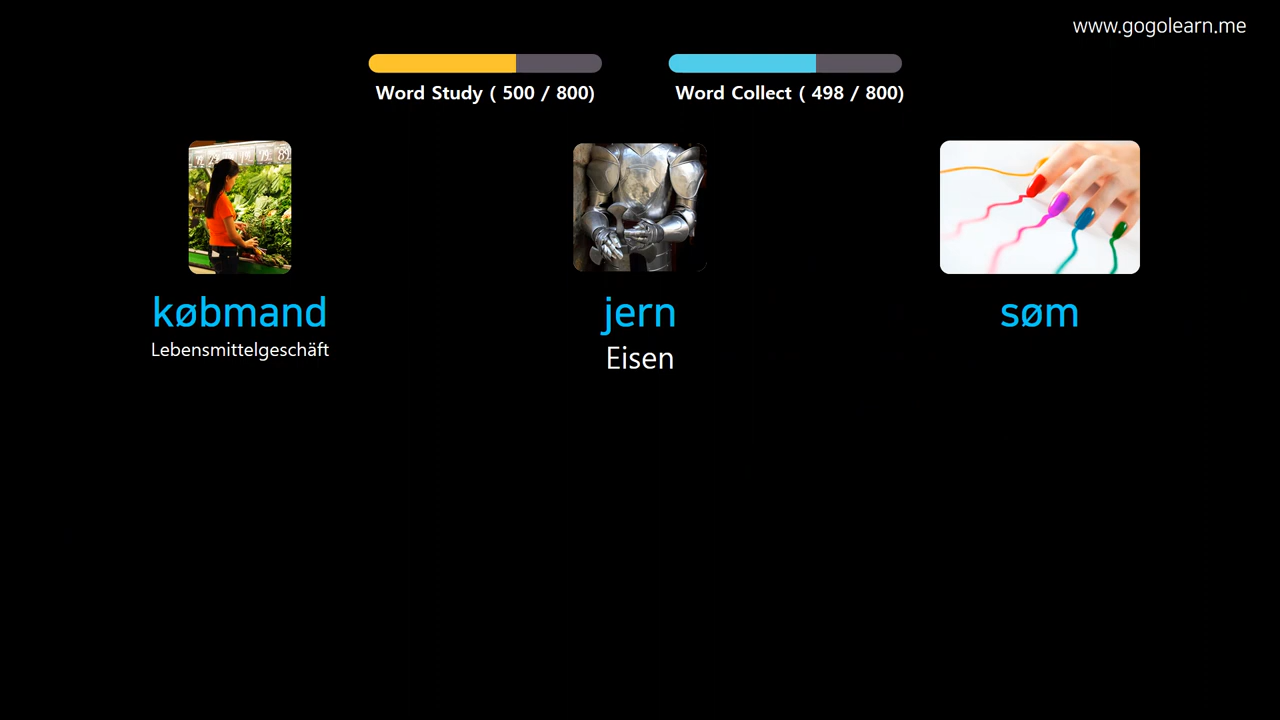 www.gogolearn.me
Word Study ( 500 / 800)
Word Collect ( 498 / 800)
købmand
Lebensmittelgeschäft
jern
Eisen
søm